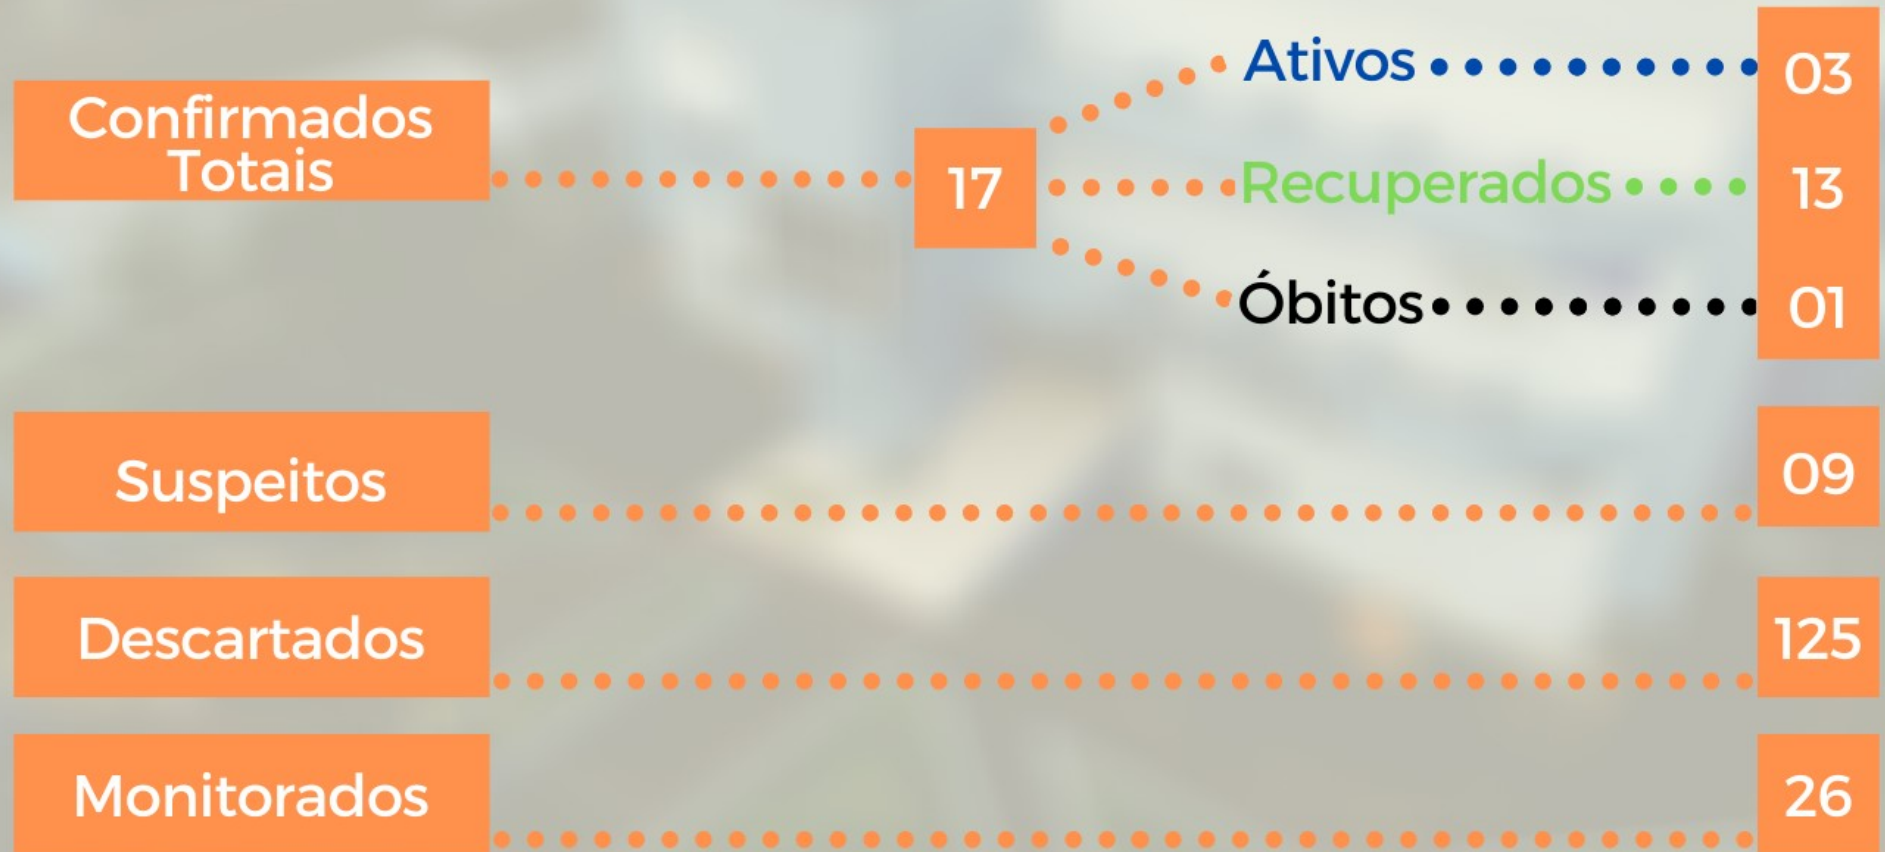 Confirmados
Totais
17
Ativos 03
Recuperados 13
Óbitos 01
Suspeitos 09
Descartados 125
Monitorados 26